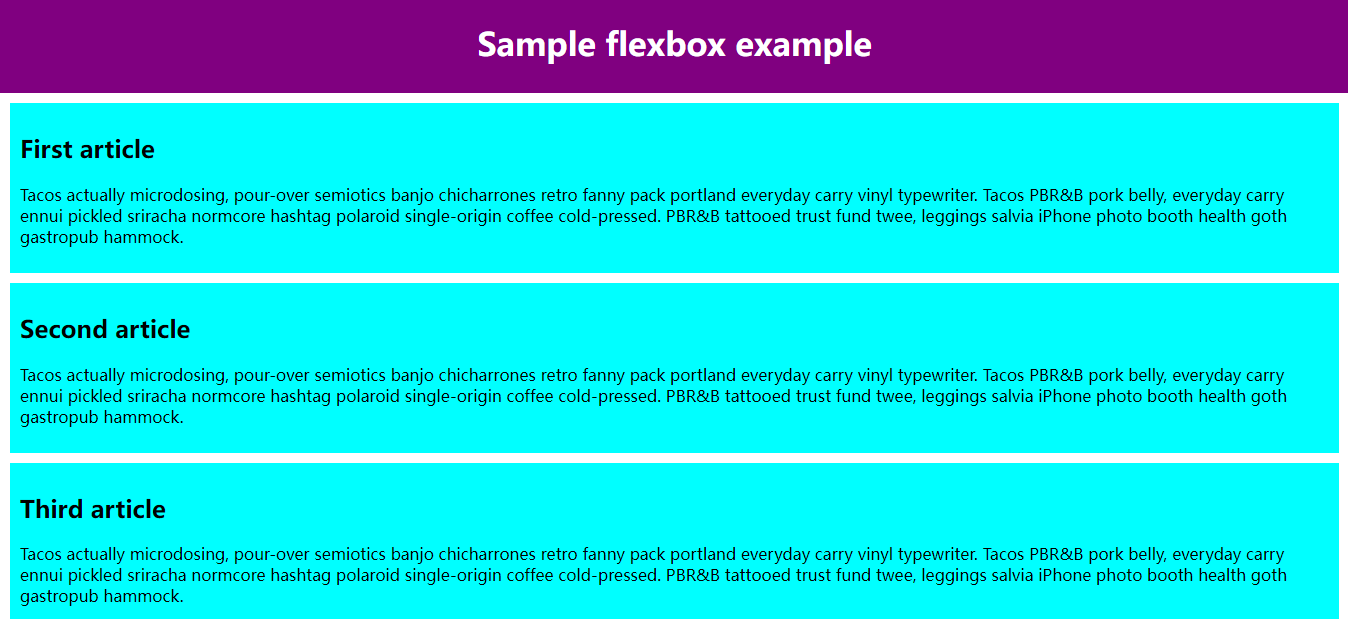 Sample flexbox example
First article
Tacos actually microdosing, pour-over semiotics banjo chicharrones retro fanny pack portland everyday carry vinyl typewriter. Tacos PBR&B pork belly, everyday carry
ennui pickled sriracha normcore hashtag polaroid single-origin coffee cold-pressed. PBR&B tattooed trust fund twee, leggings salvia iPhone photo booth health goth
gastropub hammock.
Second article
Tacos actually microdosing, pour-over semiotics banjo chicharrones retro fanny pack portland everyday carry vinyl typewriter. Tacos PBR&B pork belly, everyday carry
ennui pickled sriracha normcore hashtag polaroid single-origin coffee cold-pressed. PBR&B tattooed trust fund twee, leggings salvia iPhone photo booth health goth
gastropub hammock.
Third article
Tacos actually microdosing, pour-over semiotics banjo chicharrones retro fanny pack portland everyday carry vinyl typewriter. Tacos PBR&B pork belly, everyday carry
ennui pickled sriracha normcore hashtag polaroid single-origin coffee cold-pressed. PBR&B tattooed trust fund twee, leggings salvia iPhone photo booth health goth
gastropub hammock.